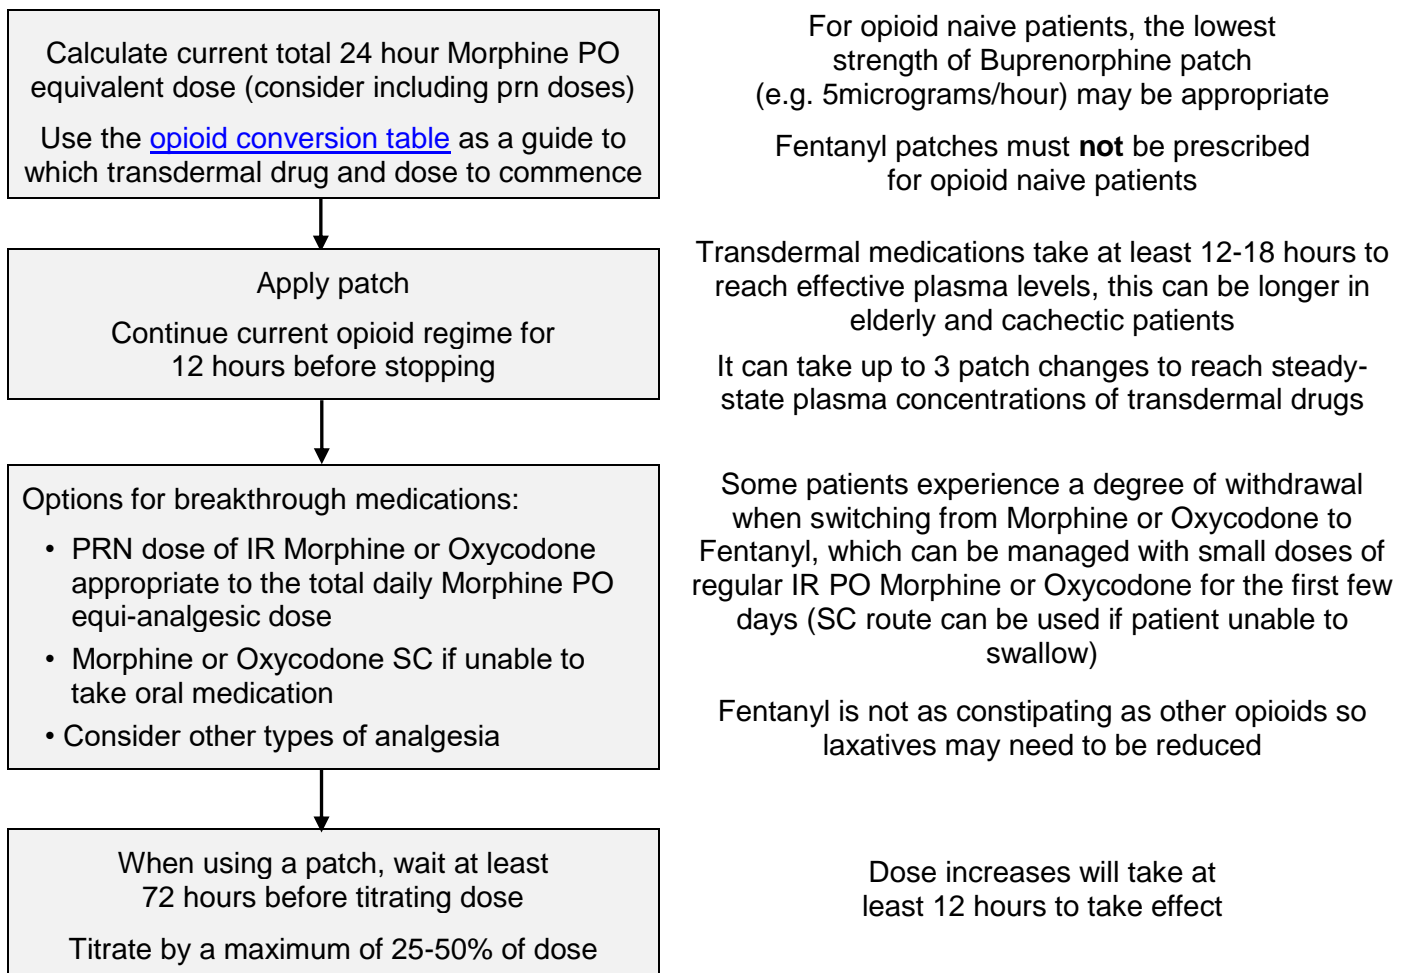 Calculate current total 24 hour Morphine PO
equivalent dose (consider including prn doses)
Use the opioid conversion table as a guide to
which transdermal drug and dose to commence
For opioid naive patients, the lowest
strength of Buprenorphine patch
(e.g. 5micrograms/hour) may be appropriate
Fentanyl patches must not be prescribed
for opioid naive patients
Apply patch
Continue current opioid regime for
12 hours before stopping
Transdermal medications take at least 12-18 hours to
reach effective plasma levels, this can be longer in
elderly and cachectic patients
It can take up to 3 patch changes to reach steady-
state plasma concentrations of transdermal drugs
Options for breakthrough medications:
• PRN dose of IR Morphine or Oxycodone
appropriate to the total daily Morphine PO
equi-analgesic dose
• Morphine or Oxycodone SC if unable to
take oral medication
• Consider other types of analgesia
Some patients experience a degree of withdrawal
when switching from Morphine or Oxycodone to
Fentanyl, which can be managed with small doses of
regular IR PO Morphine or Oxycodone for the first few
days (SC route can be used if patient unable to
swallow)
Fentanyl is not as constipating as other opioids so
laxatives may need to be reduced
When using a patch, wait at least
72 hours before titrating dose
Titrate by a maximum of 25-50% of dose
Dose increases will take at
least 12 hours to take effect